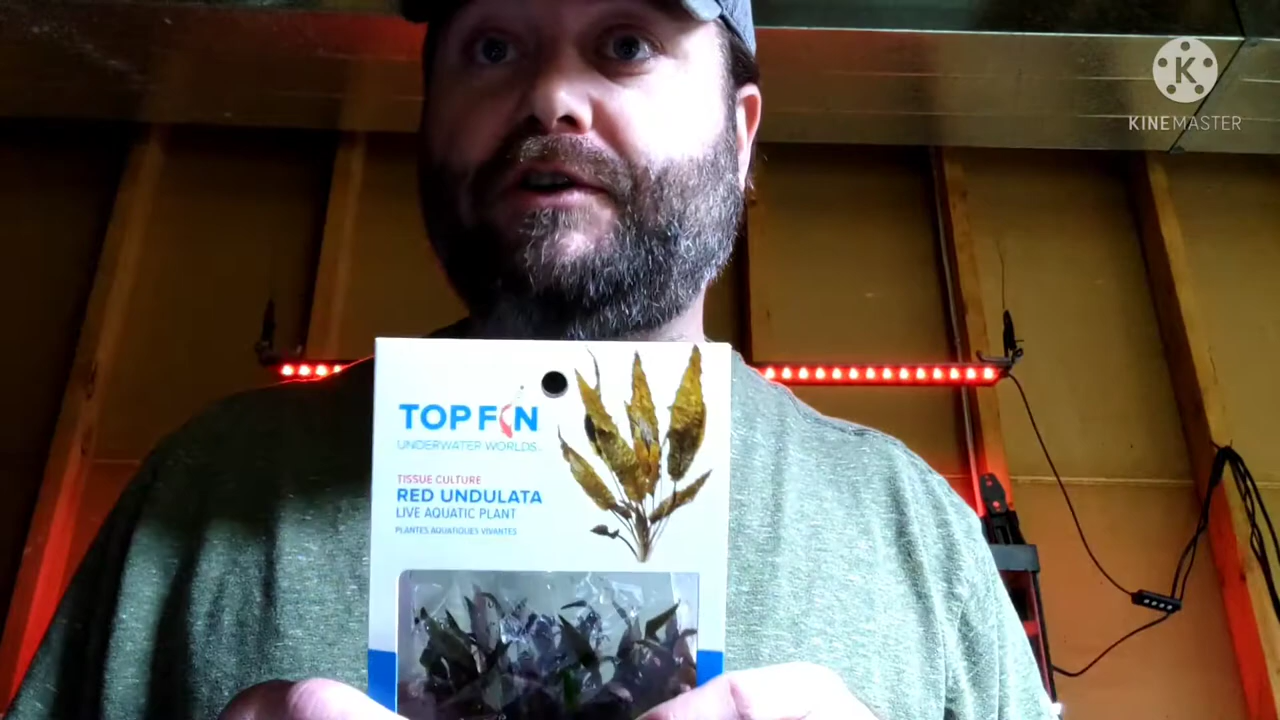 K
KINEMASTER
TOP FIN
UNDERWATER WORLDS
TISSUE CULTURE
RED UNDULATA
LIVE AQUATIC PLANT
PLANTES AQUATIQUES VIVANTES